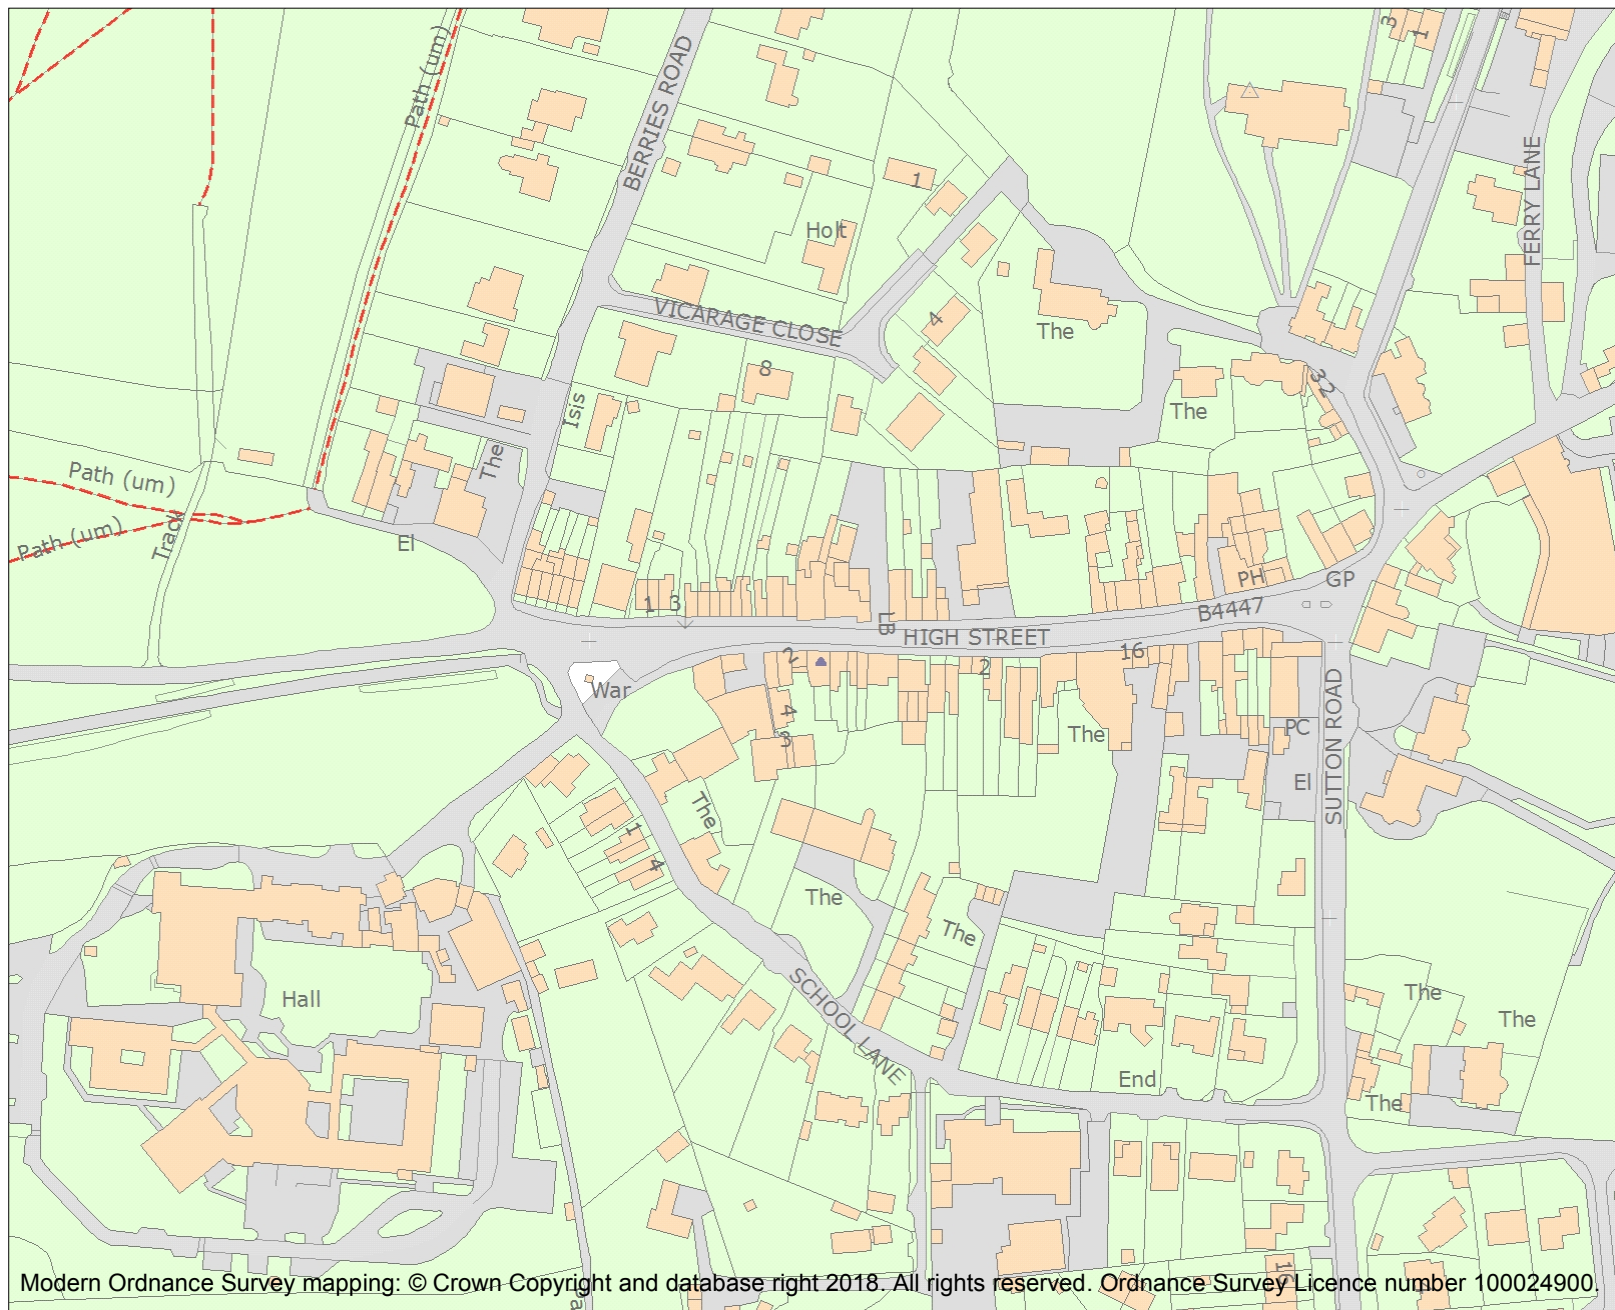 Path (um)
BERRIES ROAD
3
1
FERRY LANE
1
Holt
VICARAGE CLOSE
4
The
8
32
Isis
The
The
Path (um)
Path (um)
Track
El
PH
GP
1 3
LB
B4447
HIGH STREET
2
2
16
War
4
3
The
PC
SUTTON ROAD
El
The
1
4
The
The
Hall
SCHOOL LANE
The
The
End
The
16
Modern Ordnance Survey mapping: © Crown Copyright and database right 2018. All rights reserved. Ordnance Survey Licence number 100024900.